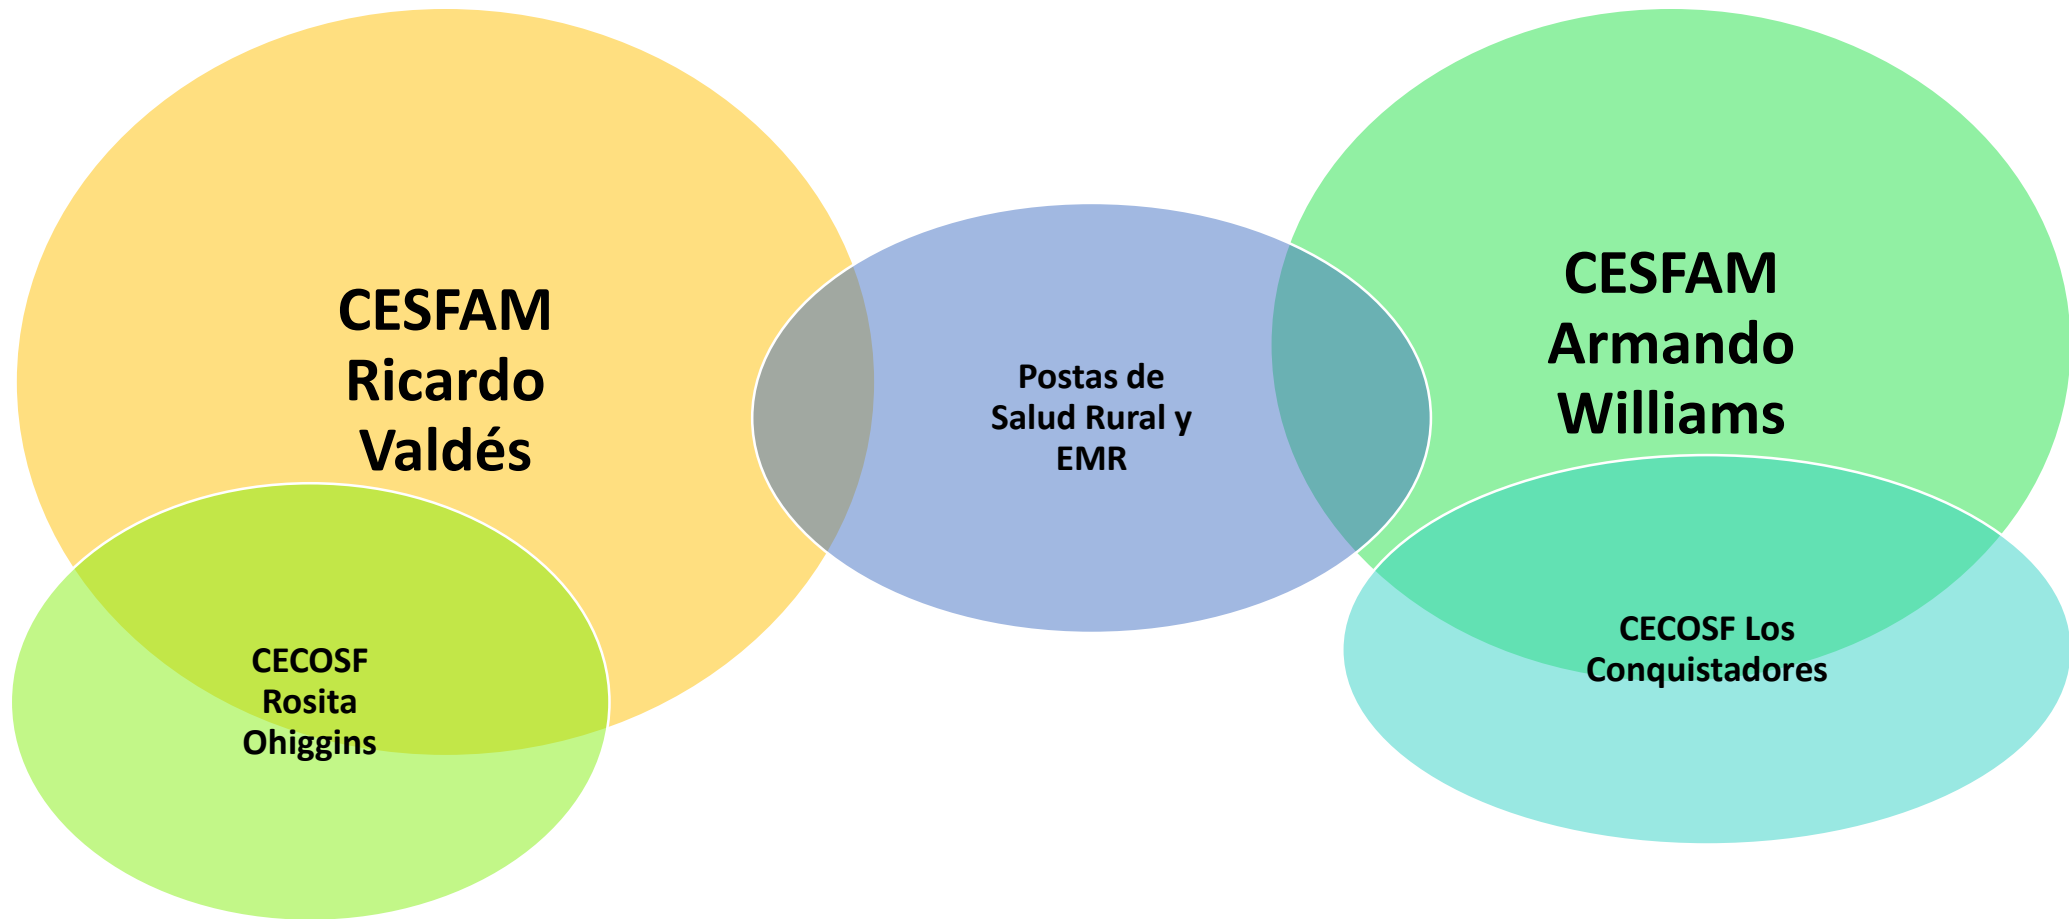 CESFAM
Ricardo
Valdés
CECOSF
Rosita
Ohiggins
Postas de
Salud Rural y
EMR
CESFAM
Armando
Williams
CECOSF Los
Conquistadores